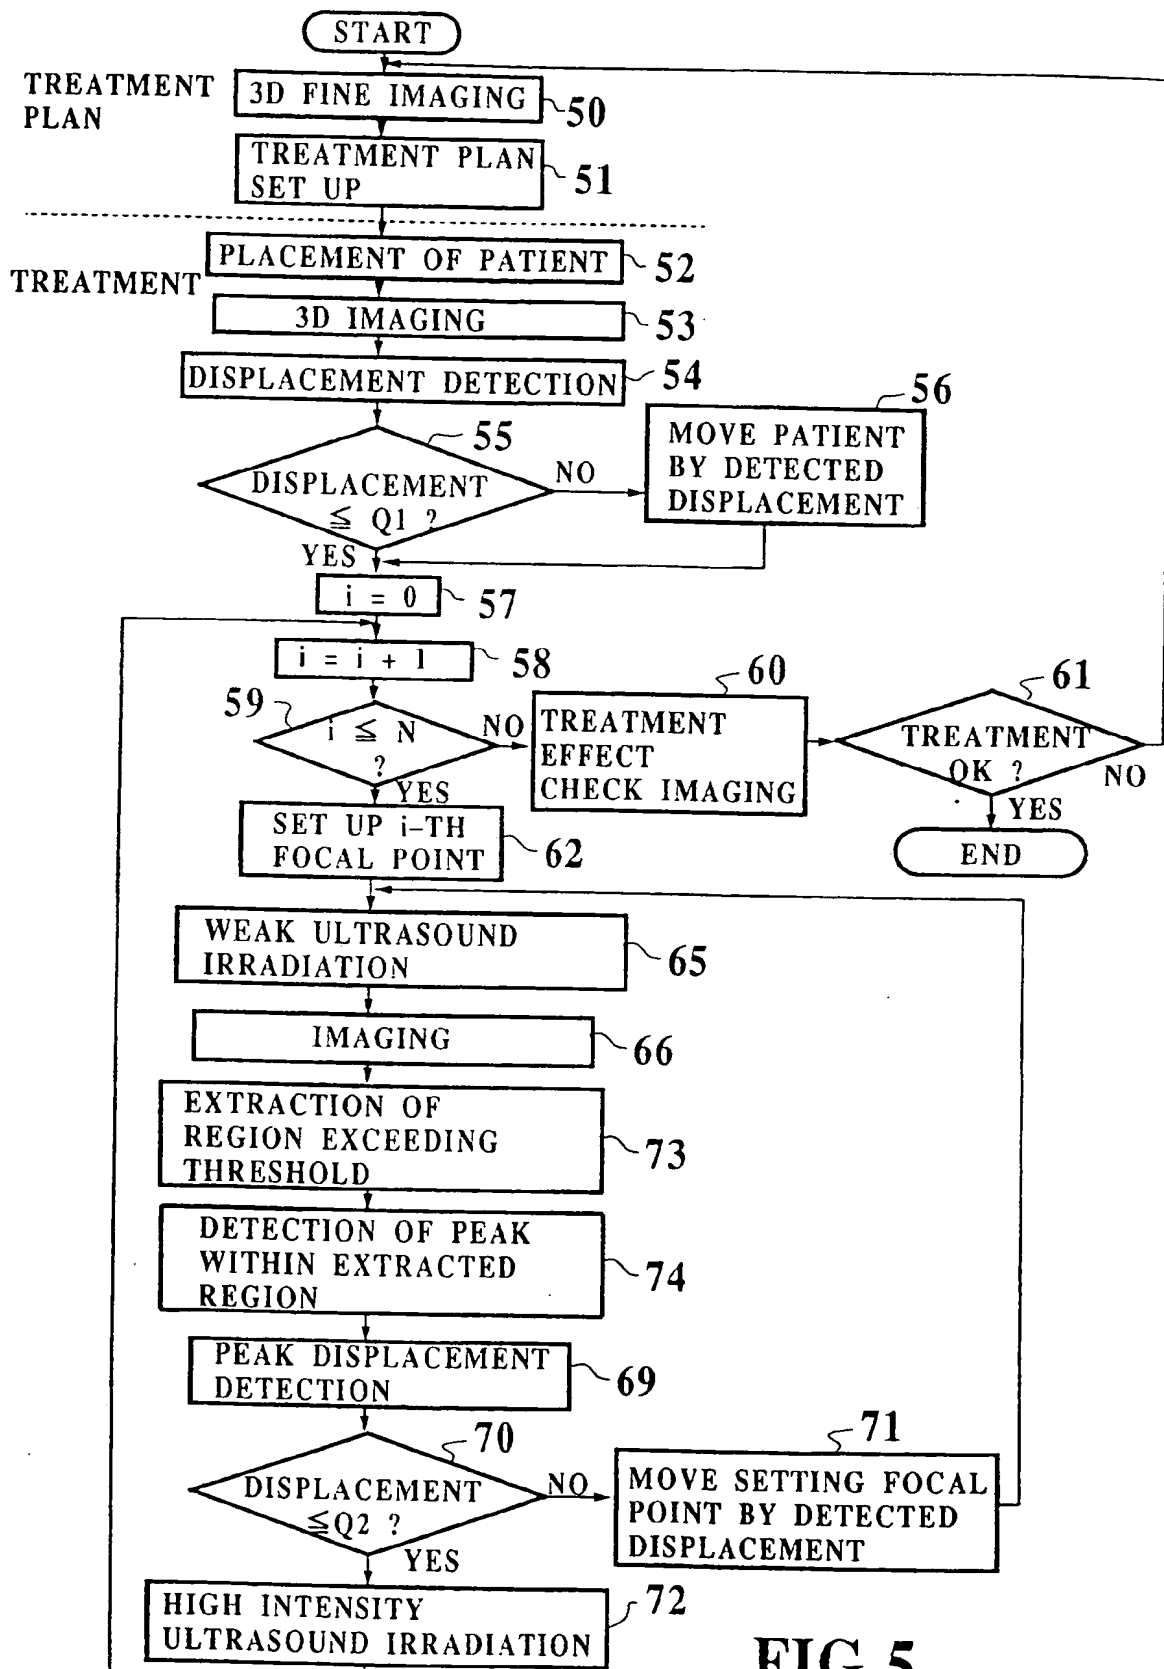 START
TREATMENT
PLAN
3D FINE IMAGING
50
TREATMENT PLAN
SET UP
51
TREATMENT
PLACEMENT OF PATIENT
52
3D IMAGING
53
DISPLACEMENT DETECTION
54
55
DISPLACEMENT
≦ Q1 ?
NO
YES
56
MOVE PATIENT
BY DETECTED
DISPLACEMENT
i = 0
57
i = i + 1
58
59
i ≦ N
?
NO
YES
60
TREATMENT
EFFECT
CHECK IMAGING
61
TREATMENT
OK ?
NO
YES
END
SET UP i-TH
FOCAL POINT
62
WEAK ULTRASOUND
IRRADIATION
65
IMAGING
66
EXTRACTION OF
REGION EXCEEDING
THRESHOLD
73
DETECTION OF PEAK
WITHIN EXTRACTED
REGION
74
PEAK DISPLACEMENT
DETECTION
69
70
DISPLACEMENT
≦Q2 ?
NO
YES
71
MOVE SETTING FOCAL
POINT BY DETECTED
DISPLACEMENT
HIGH INTENSITY
ULTRASOUND IRRADIATION
72
FIG.5